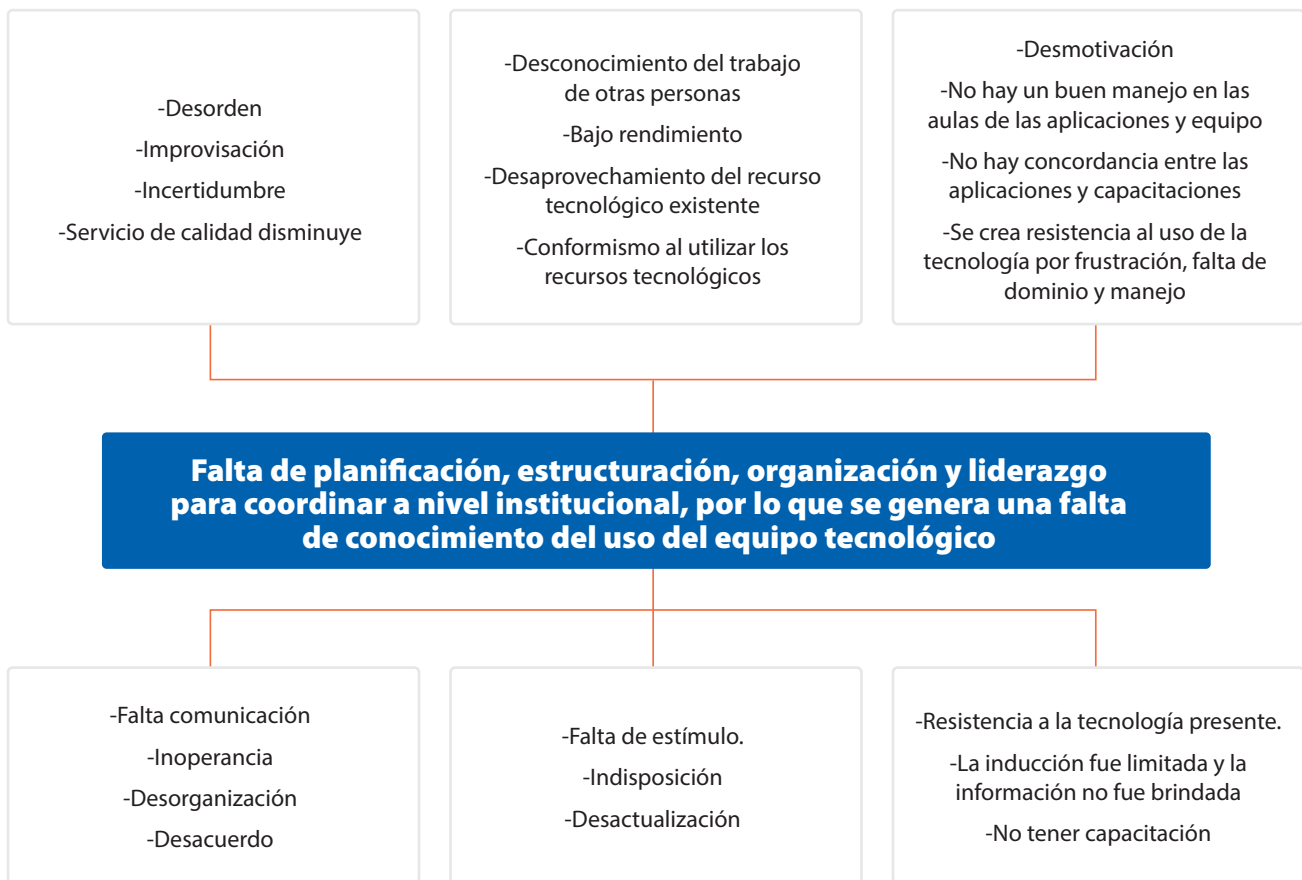 -Desorden
-Improvisación
-Incertidumbre
-Servicio de calidad disminuye
-Desconocimiento del trabajo
de otras personas
-Bajo rendimiento
-Desaprovechamiento del recurso
tecnológico existente
-Conformismo al utilizar los
recursos tecnológicos
-Desmotivación
-No hay un buen manejo en las
aulas de las aplicaciones y equipo
-No hay concordancia entre las
aplicaciones y capacitaciones
-Se crea resistencia al uso de la
tecnología por frustración, falta de
dominio y manejo
Falta de planificación, estructuración, organización y liderazgo
para coordinar a nivel institucional, por lo que se genera una falta
de conocimiento del uso del equipo tecnológico
-Falta comunicación
-Inoperancia
-Desorganización
-Desacuerdo
-Falta de estímulo.
-Indisposición
-Desactualización
-Resistencia a la tecnología presente.
-La inducción fue limitada y la
información no fue brindada
-No tener capacitación